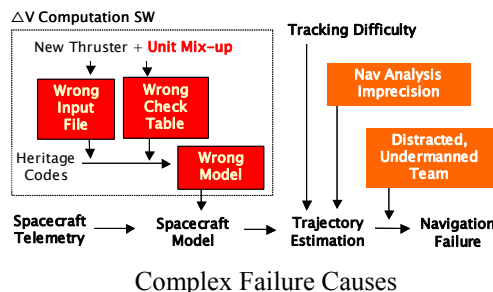 △V Computation SW
New Thruster + Unit Mix-up
Wrong
Input
File
Wrong
Check
Table
Heritage
Codes
Wrong
Model
Tracking Difficulty
Nav Analysis
Imprecision
Distracted,
Undermanned
Team
Spacecraft
Telemetry
Spacecraft
Model
Trajectory
Estimation
Navigation
Failure
Complex Failure Causes